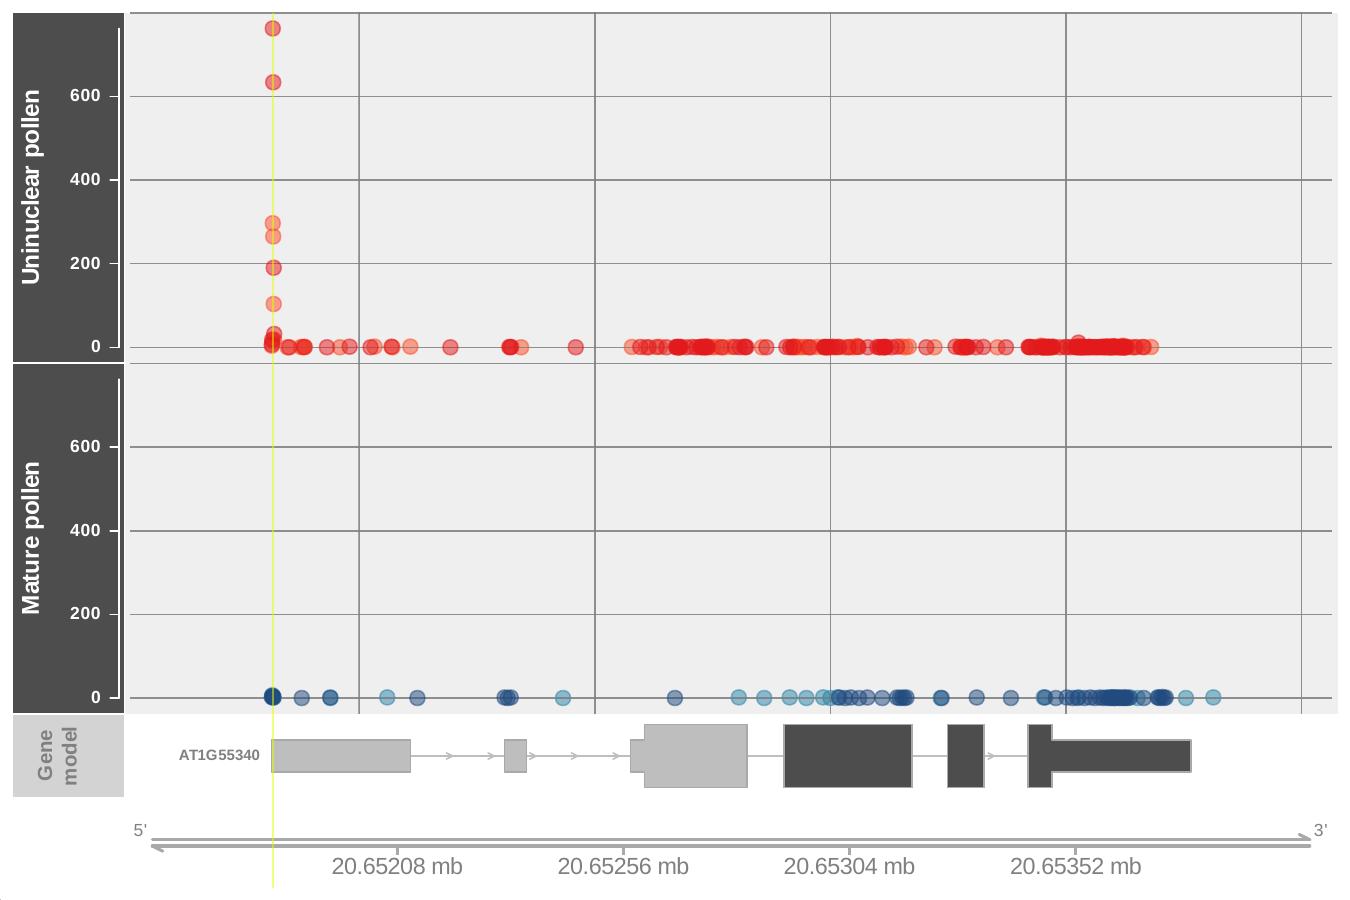 Uninuclear pollen
600
400
200
0
Mature pollen
600
400
200
0
Gene
model
AT1G55340
5'
3'
20.65208 mb
20.65256 mb
20.65304 mb
20.65352 mb